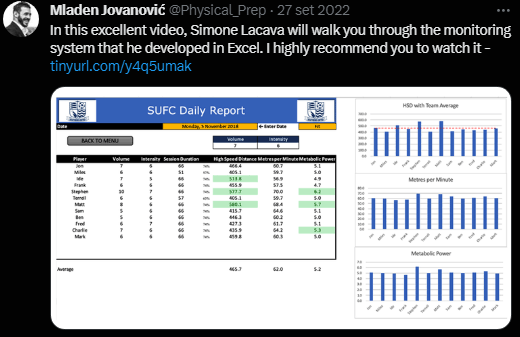 Mladen Jovanović @Physical_Prep · 27 set 2022
In this excellent video, Simone Lacava will walk you through the monitoring
system that he developed in Excel. I highly recommend you to watch it -
tinyurl.com/y4q5umak
SUFC Daily Report
Date Monday, 5 November 2018 <- Enter Date
BACK TO MENU
Volume Intensity
7 6
Player Volume Intensity Session Duration High Speed Distance Metres per Minute Metabolic Power
Jon 7 6 66 466.4 60.7 5.1
Miles 6 6 51 405.1 59.7 5.0
Ide 7 5 66 513.8 56.9 4.9
Frank 6 6 66 455.9 57.5 4.7
Stephen 10 7 66 577.7 70.0 6.2
Terrell 6 6 57 405.1 59.7 5.0
Matt 8 6 66 580.1 68.4 5.7
Sam 5 6 66 415.7 64.6 5.1
Ben 5 6 66 446.3 60.2 5.0
Fred 6 7 66 427.3 61.7 5.1
Charlie 7 6 66 435.9 64.2 5.3
Mark 6 6 66 459.8 60.5 5.0
Average 465.7 62.0 5.2
HSD with Team Average
Metres per Minute
Metabolic Power